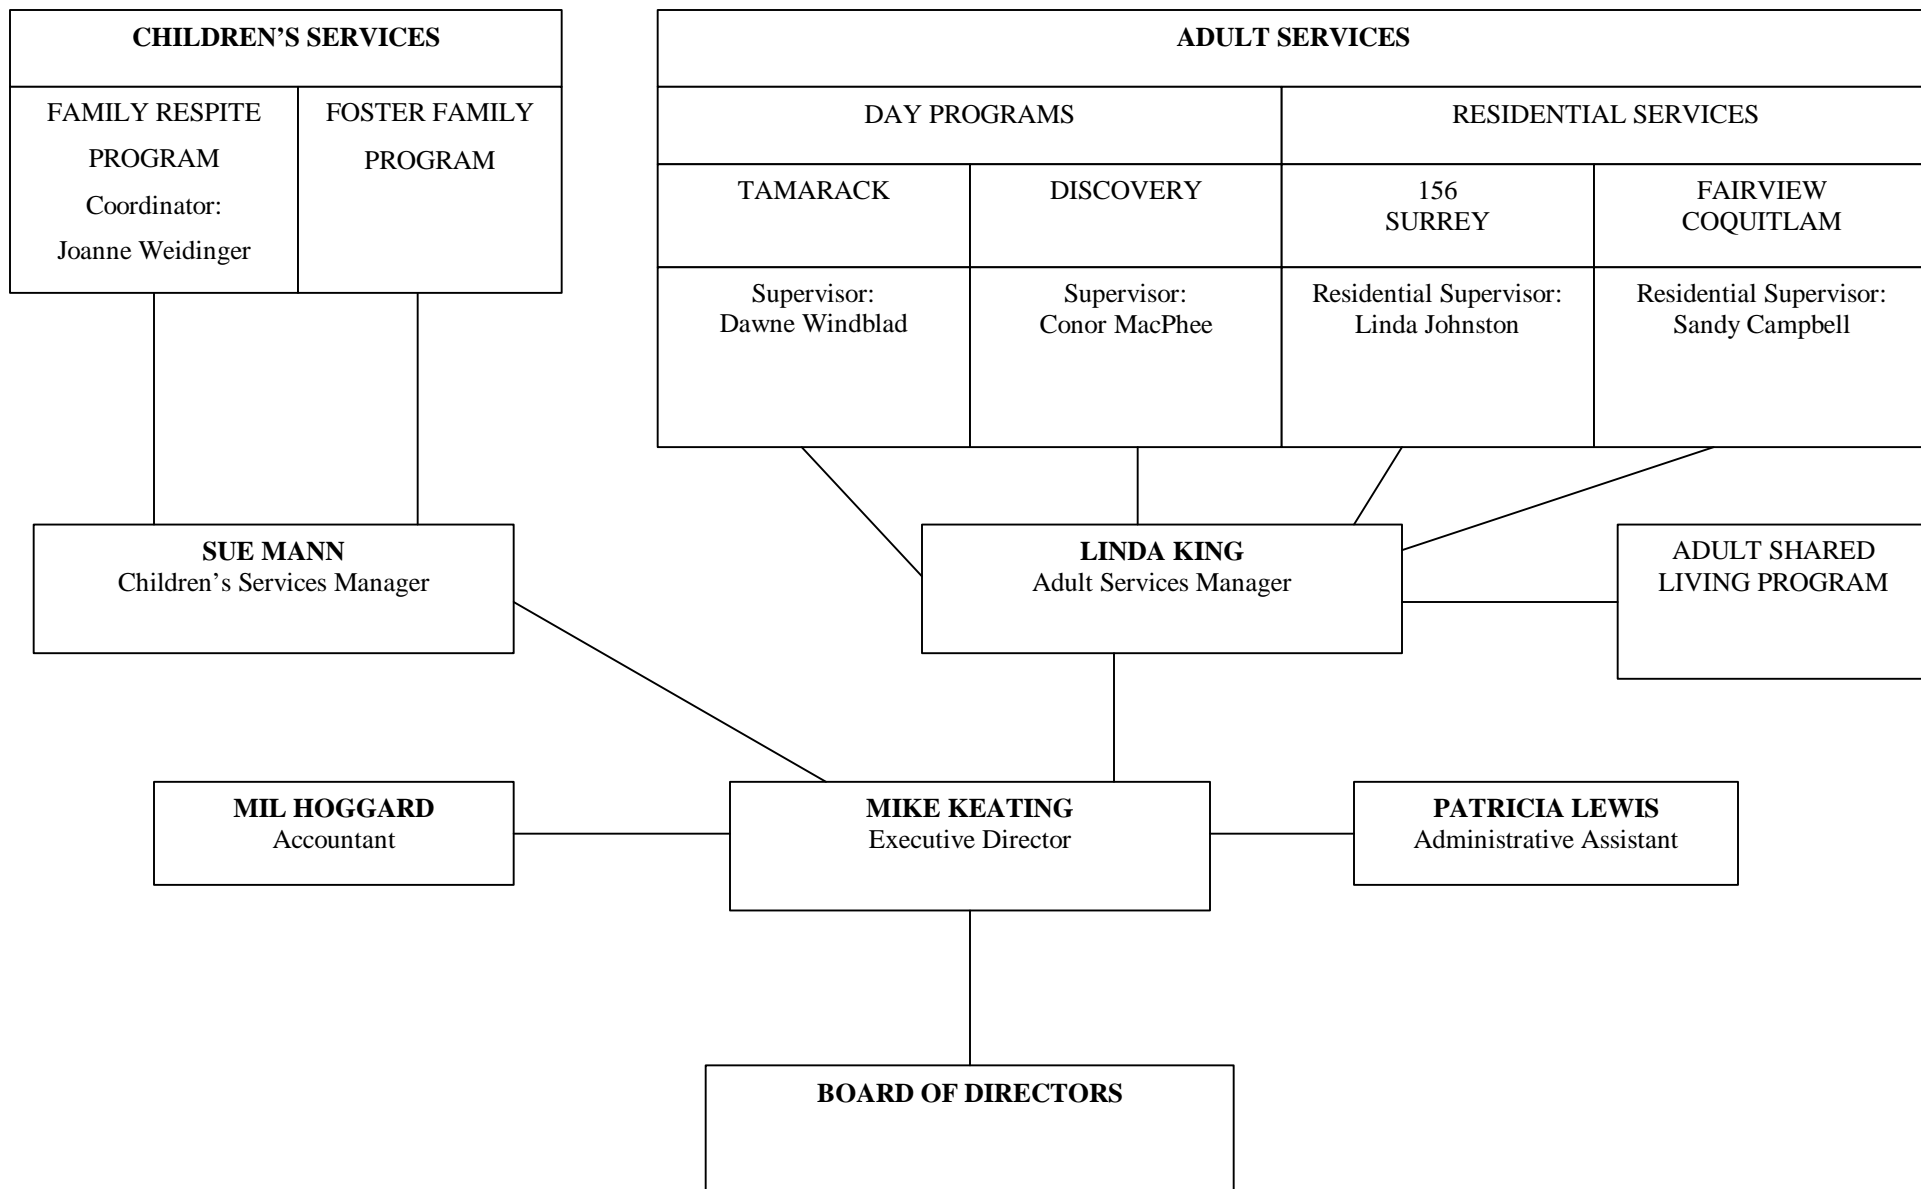 CHILDREN’S SERVICES
FAMILY RESPITE
PROGRAM
Coordinator:
Joanne Weidinger
FOSTER FAMILY
PROGRAM
ADULT SERVICES
DAY PROGRAMS
RESIDENTIAL SERVICES
TAMARACK
DISCOVERY
156
SURREY
FAIRVIEW
COQUITLAM
Supervisor:
Dawne Windblad
Supervisor:
Conor MacPhee
Residential Supervisor:
Linda Johnston
Residential Supervisor:
Sandy Campbell
SUE MANN
Children’s Services Manager
LINDA KING
Adult Services Manager
ADULT SHARED
LIVING PROGRAM
MIL HOGGARD
Accountant
MIKE KEATING
Executive Director
PATRICIA LEWIS
Administrative Assistant
BOARD OF DIRECTORS